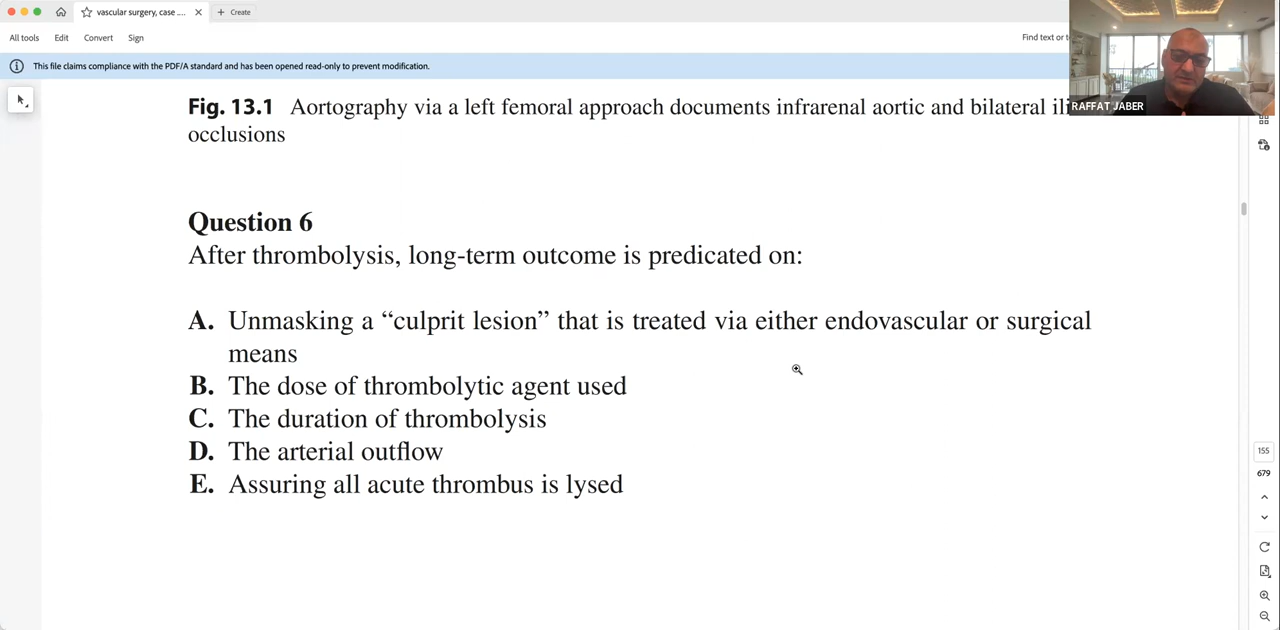 vascular surgery, case ....
Create
All tools
Edit
Convert
Sign
Find text or t
This file claims compliance with the PDF/A standard and has been opened read-only to prevent modification.
RAFFAT JABER
Fig. 13.1 Aortography via a left femoral approach documents infrarenal aortic and bilateral ili
occlusions
Question 6
After thrombolysis, long-term outcome is predicated on:
A. Unmasking a “culprit lesion” that is treated via either endovascular or surgical
means
B. The dose of thrombolytic agent used
C. The duration of thrombolysis
D. The arterial outflow
E. Assuring all acute thrombus is lysed
155
679